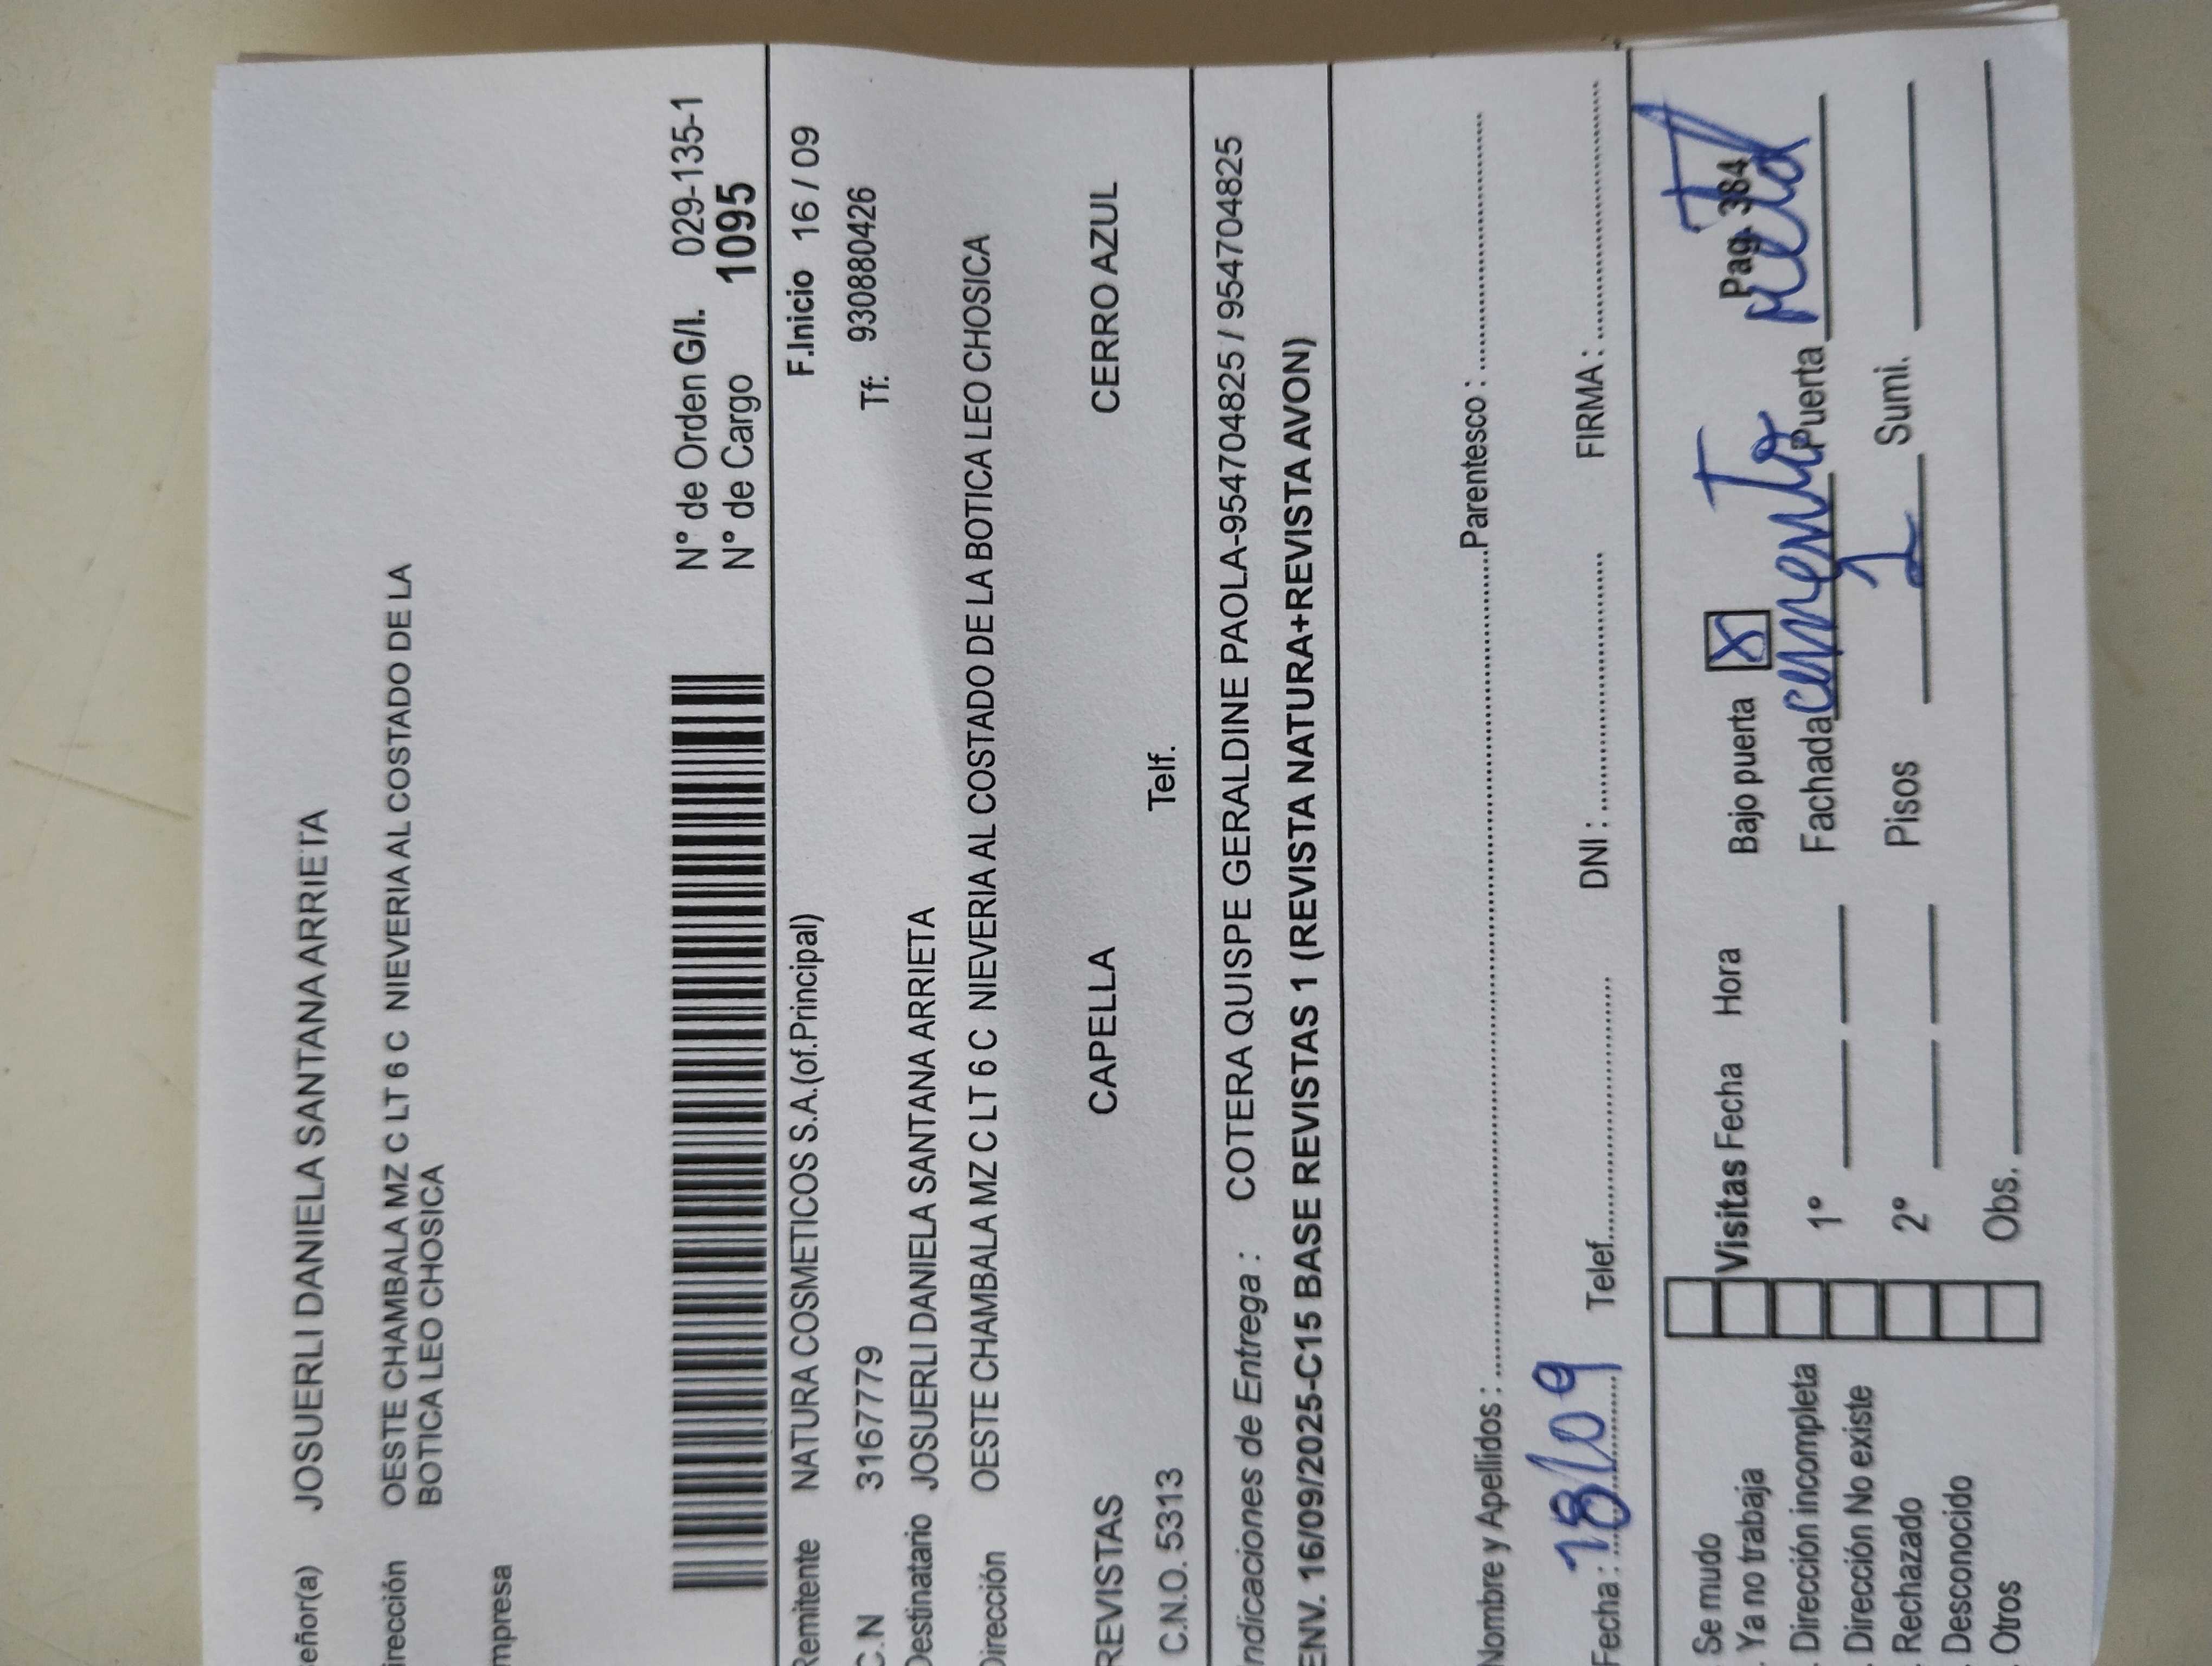 eñor(a) JOSUERLI DANIELA SANTANA ARRIETA
irección OESTE CHAMBALA MZ C LT 6 C NIEVERIA AL COSTADO DE LA
BOTICA LEO CHOSICA
mpresa
N° de Orden G/I. 029-135-1
N° de Cargo 1095
Remitente NATURA COSMETICOS S.A.(of.Principal) F.Inicio 16 / 09
C.N 3167779 Tf: 930880426
Destinatario JOSUERLI DANIELA SANTANA ARRIETA
Dirección OESTE CHAMBALA MZ C LT 6 C NIEVERIA AL COSTADO DE LA BOTICA LEO CHOSICA
REVISTAS CAPELLA CERRO AZUL
C.N.O. 5313 Telf.
Indicaciones de Entrega : COTERA QUISPE GERALDINE PAOLA-954704825 / 954704825
ENV. 16/09/2025-C15 BASE REVISTAS 1 (REVISTA NATURA+REVISTA AVON)
Nombre y Apellidos : Parentesco :
Fecha : 18/09 Telef. DNI : FIRMA :
Se mudo
. Ya no trabaja
. Dirección incompleta
. Dirección No existe
. Rechazado
. Desconocido
. Otros
Visitas Fecha Hora Bajo puerta X Pag. 384
1° Fachada cemento Puerta metal
2° Pisos 1 Sumi.
Obs.